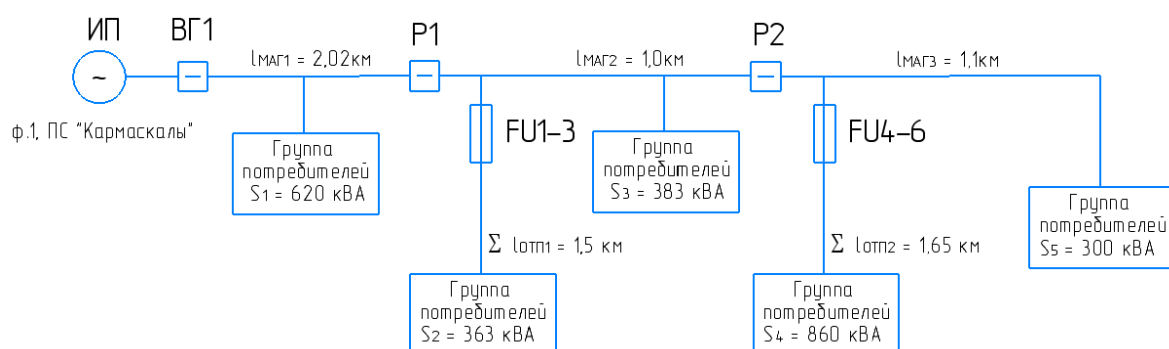 ИП
ВГ1
~
ф.1, ПС "Кармаскалы"
lМАГ1 = 2,02км
Р1
lМАГ2 = 1,0км
Р2
lМАГ3 = 1,1км
Группа
потребителей
S1 = 620 кВА
FU1-3
Группа
потребителей
S3 = 383 кВА
FU4-6
Группа
потребителей
S5 = 300 кВА
Σ lотп1 = 1,5 км
Σ lотп2 = 1,65 км
Группа
потребителей
S2 = 363 кВА
Группа
потребителей
S4 = 860 кВА